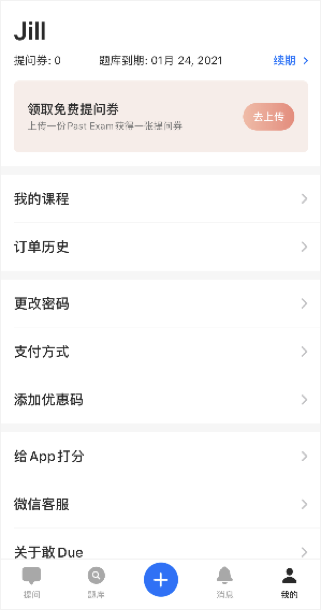 Jill
提问券: 0 题库到期: 01月 24, 2021 续期
领取免费提问券
上传一份Past Exam获得一张提问券
去上传
我的课程
订单历史
更改密码
支付方式
添加优惠码
给App打分
微信客服
关于敢Due
提问 题库 消息 我的